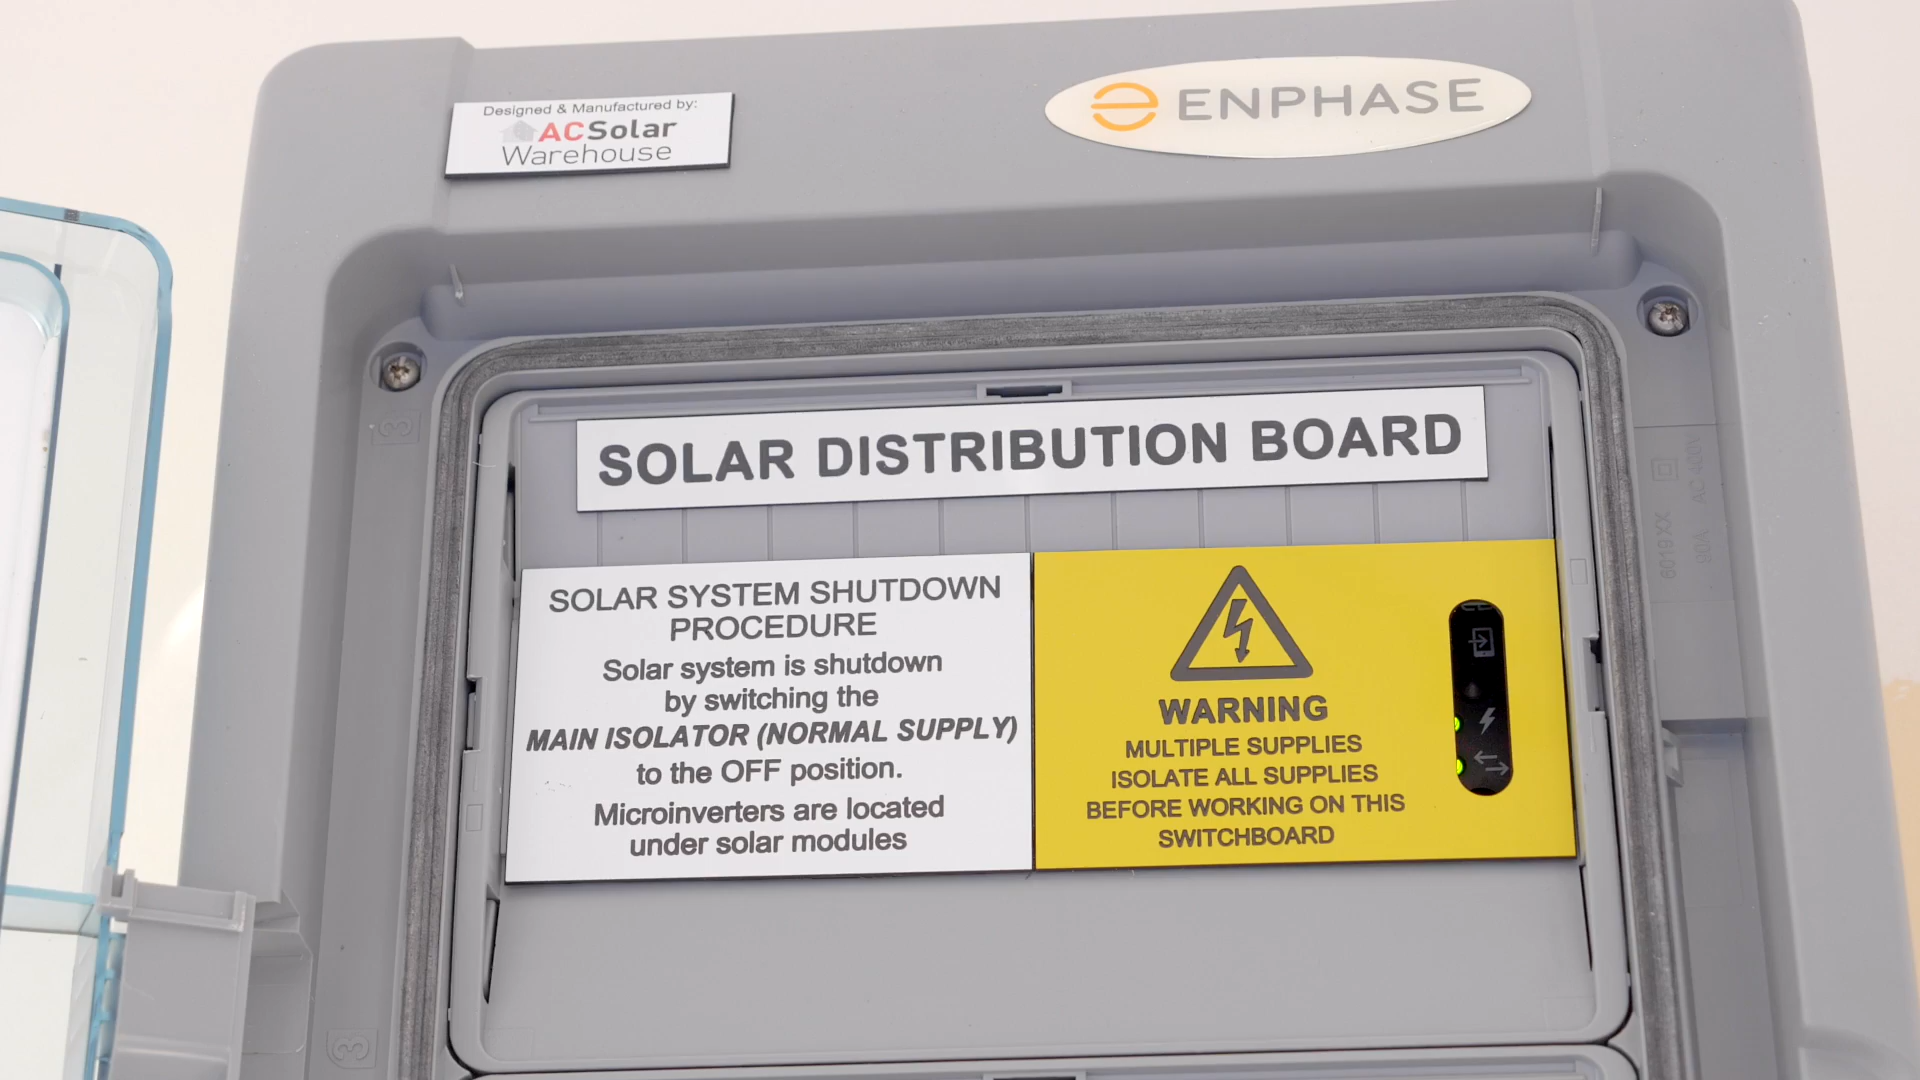 Designed & Manufactured by:
ACSolar
Warehouse
ENPHASE
SOLAR DISTRIBUTION BOARD
SOLAR SYSTEM SHUTDOWN
PROCEDURE
Solar system is shutdown
by switching the
MAIN ISOLATOR (NORMAL SUPPLY)
to the OFF position.
Microinverters are located
under solar modules
WARNING
MULTIPLE SUPPLIES
ISOLATE ALL SUPPLIES
BEFORE WORKING ON THIS
SWITCHBOARD
3
3